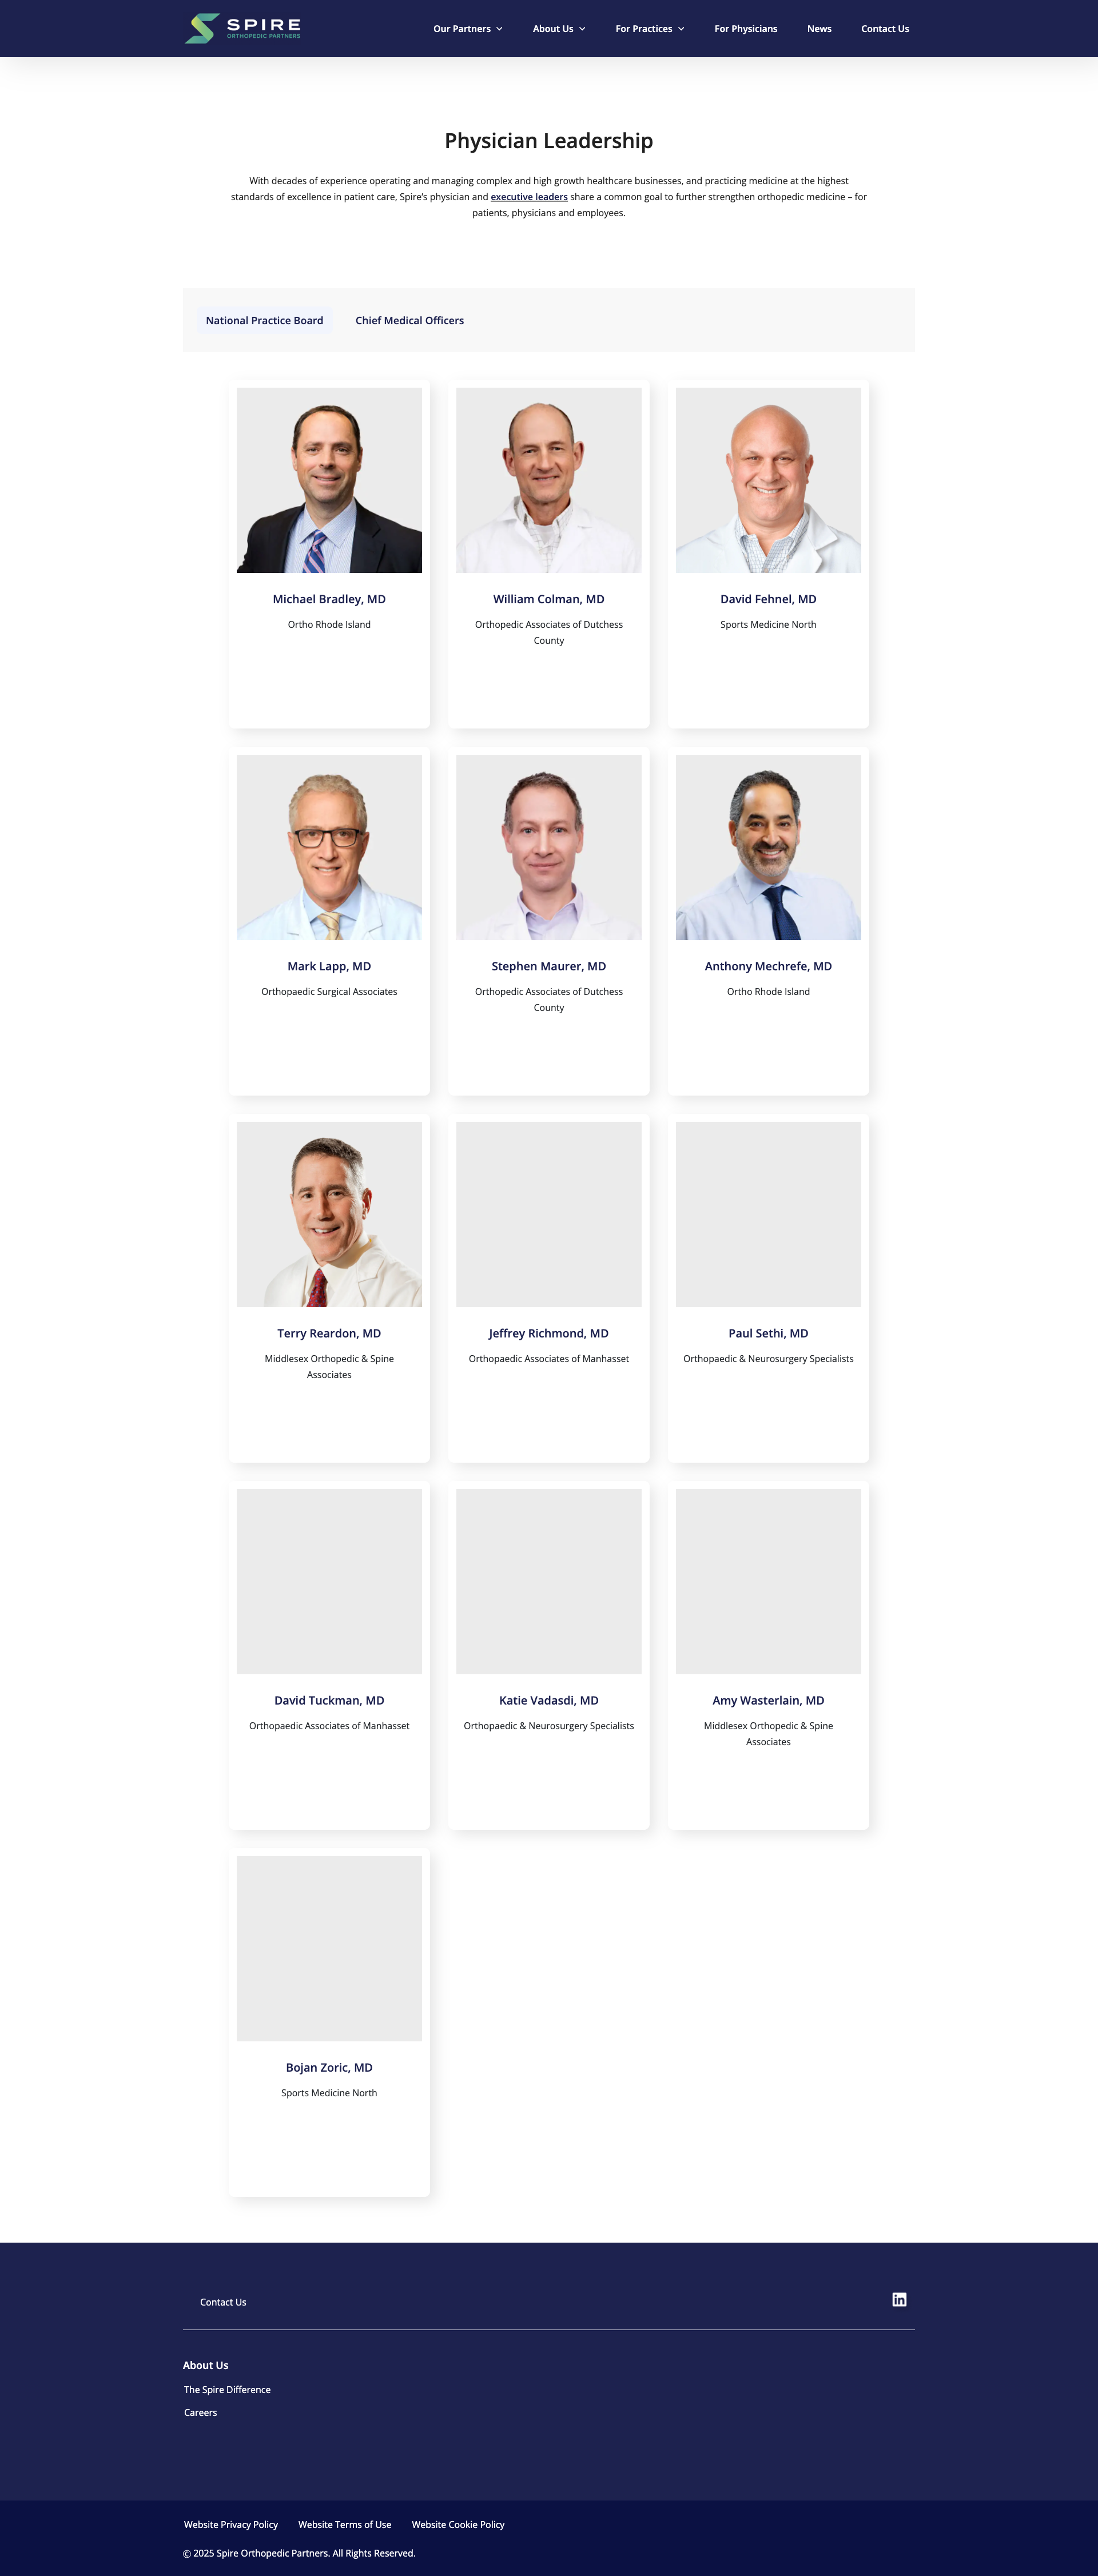 SPIRE
ORTHOPEDIC PARTNERS
Our Partners
About Us
For Practices
For Physicians
News
Contact Us
Physician Leadership
With decades of experience operating and managing complex and high growth healthcare businesses, and practicing medicine at the highest
standards of excellence in patient care, Spire’s physician and executive leaders share a common goal to further strengthen orthopedic medicine – for
patients, physicians and employees.
National Practice Board
Chief Medical Officers
Michael Bradley, MD
Ortho Rhode Island
William Colman, MD
Orthopedic Associates of Dutchess
County
David Fehnel, MD
Sports Medicine North
Mark Lapp, MD
Orthopaedic Surgical Associates
Stephen Maurer, MD
Orthopedic Associates of Dutchess
County
Anthony Mechrefe, MD
Ortho Rhode Island
Terry Reardon, MD
Middlesex Orthopedic & Spine
Associates
Jeffrey Richmond, MD
Orthopaedic Associates of Manhasset
Paul Sethi, MD
Orthopaedic & Neurosurgery Specialists
David Tuckman, MD
Orthopaedic Associates of Manhasset
Katie Vadasdi, MD
Orthopaedic & Neurosurgery Specialists
Amy Wasterlain, MD
Middlesex Orthopedic & Spine
Associates
Bojan Zoric, MD
Sports Medicine North
Contact Us
About Us
The Spire Difference
Careers
Website Privacy Policy
Website Terms of Use
Website Cookie Policy
© 2025 Spire Orthopedic Partners. All Rights Reserved.